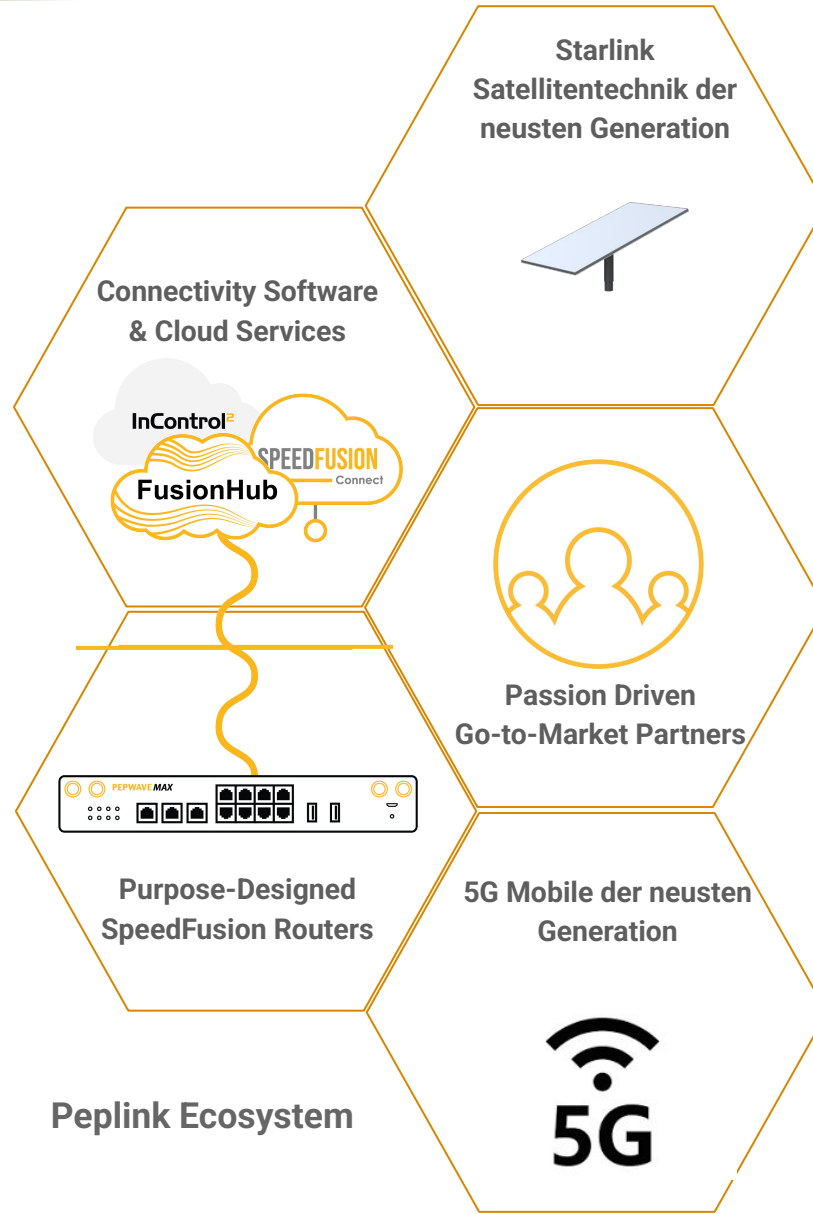 Starlink
Satellitentechnik der
neusten Generation
Connectivity Software
& Cloud Services
InControl²
SPEEDFUSION
Connect
FusionHub
Passion Driven
Go-to-Market Partners
PEPWAVE MAX
Purpose-Designed
SpeedFusion Routers
5G Mobile der neusten
Generation
5G
Peplink Ecosystem